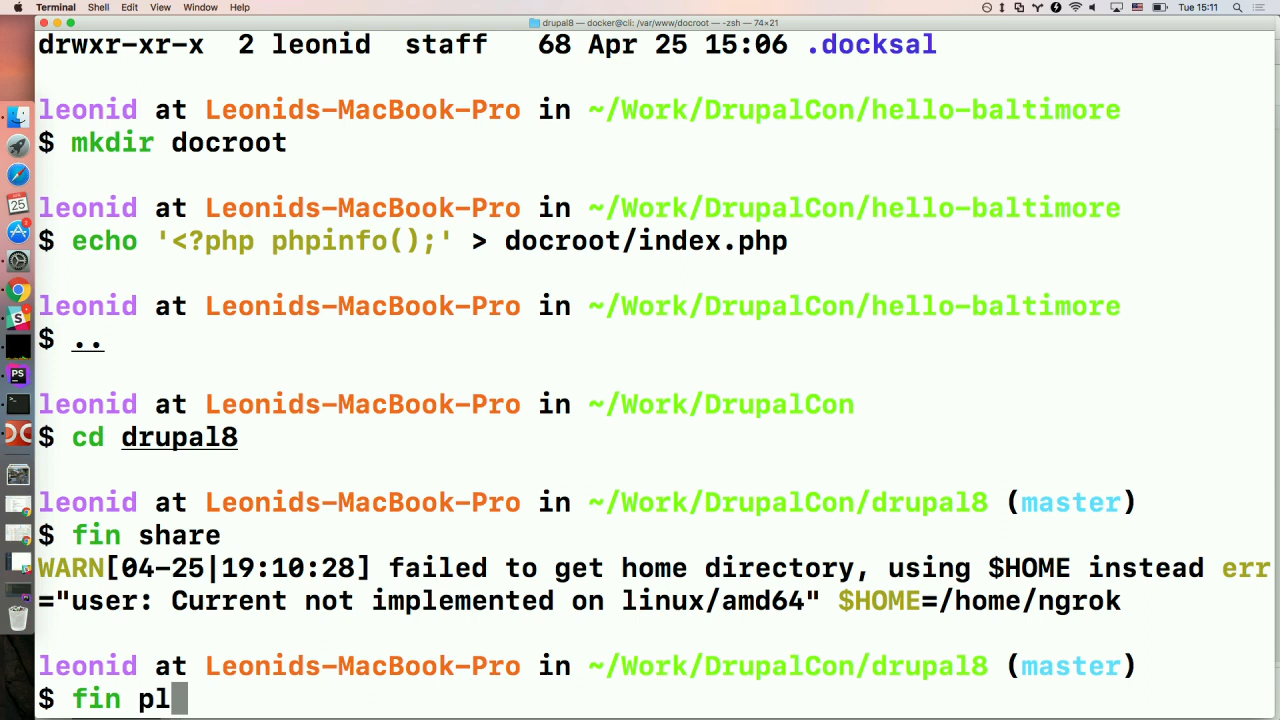 Terminal Shell Edit View Window Help Tue 15:11
drupal8 — docker@cli: /var/www/docroot — -zsh — 74×21
drwxr-xr-x 2 leonid staff 68 Apr 25 15:06 .docksal
leonid at Leonids-MacBook-Pro in ~/Work/DrupalCon/hello-baltimore
$ mkdir docroot
leonid at Leonids-MacBook-Pro in ~/Work/DrupalCon/hello-baltimore
$ echo '<?php phpinfo();' > docroot/index.php
leonid at Leonids-MacBook-Pro in ~/Work/DrupalCon/hello-baltimore
$ ..
leonid at Leonids-MacBook-Pro in ~/Work/DrupalCon
$ cd drupal8
leonid at Leonids-MacBook-Pro in ~/Work/DrupalCon/drupal8 (master)
$ fin share
WARN[04-25|19:10:28] failed to get home directory, using $HOME instead err
="user: Current not implemented on linux/amd64" $HOME=/home/ngrok
leonid at Leonids-MacBook-Pro in ~/Work/DrupalCon/drupal8 (master)
$ fin pl
25
PS